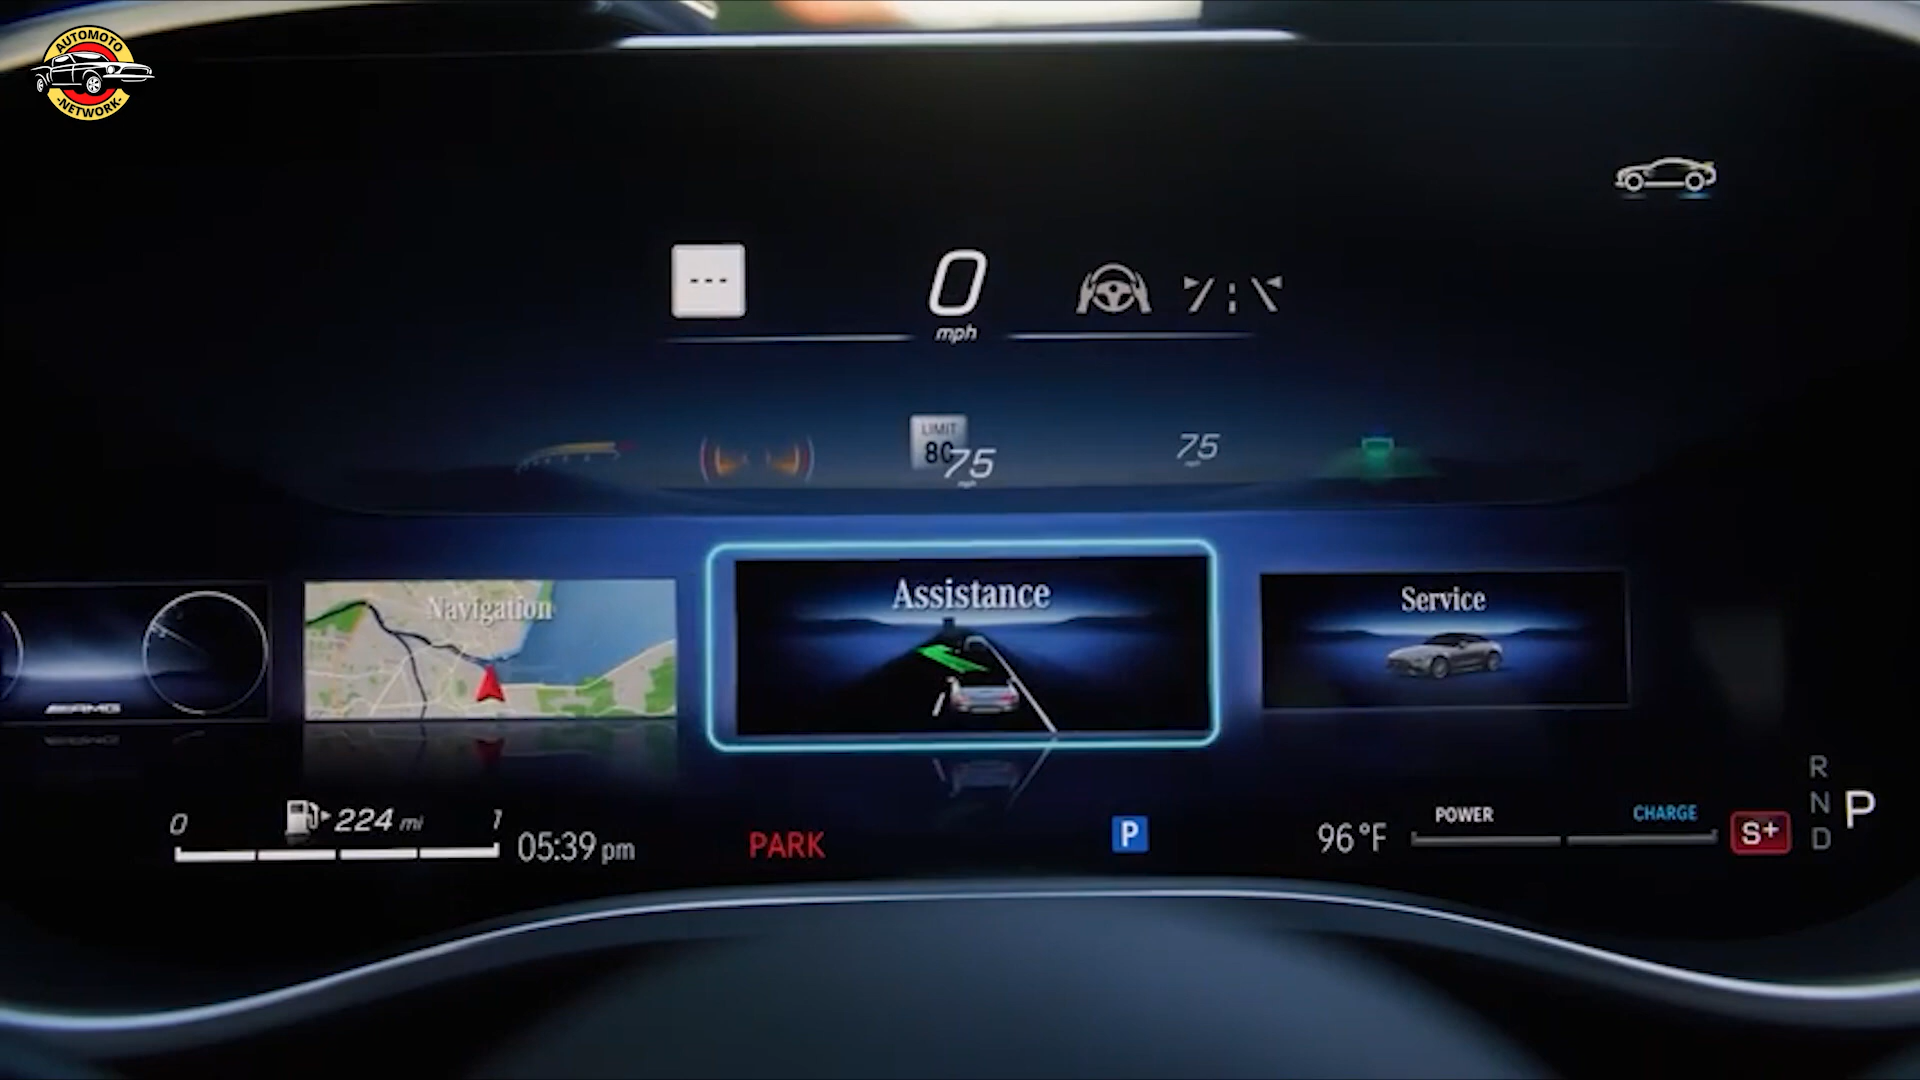 AUTOMOTO
-NETWORK-
---
0
mph
LIMIT
80
75
75
Navigation
Assistance
Service
AMG
0
224 mi
1
05:39 pm
PARK
P
96°F
POWER
CHARGE
S+
R
N
D
P